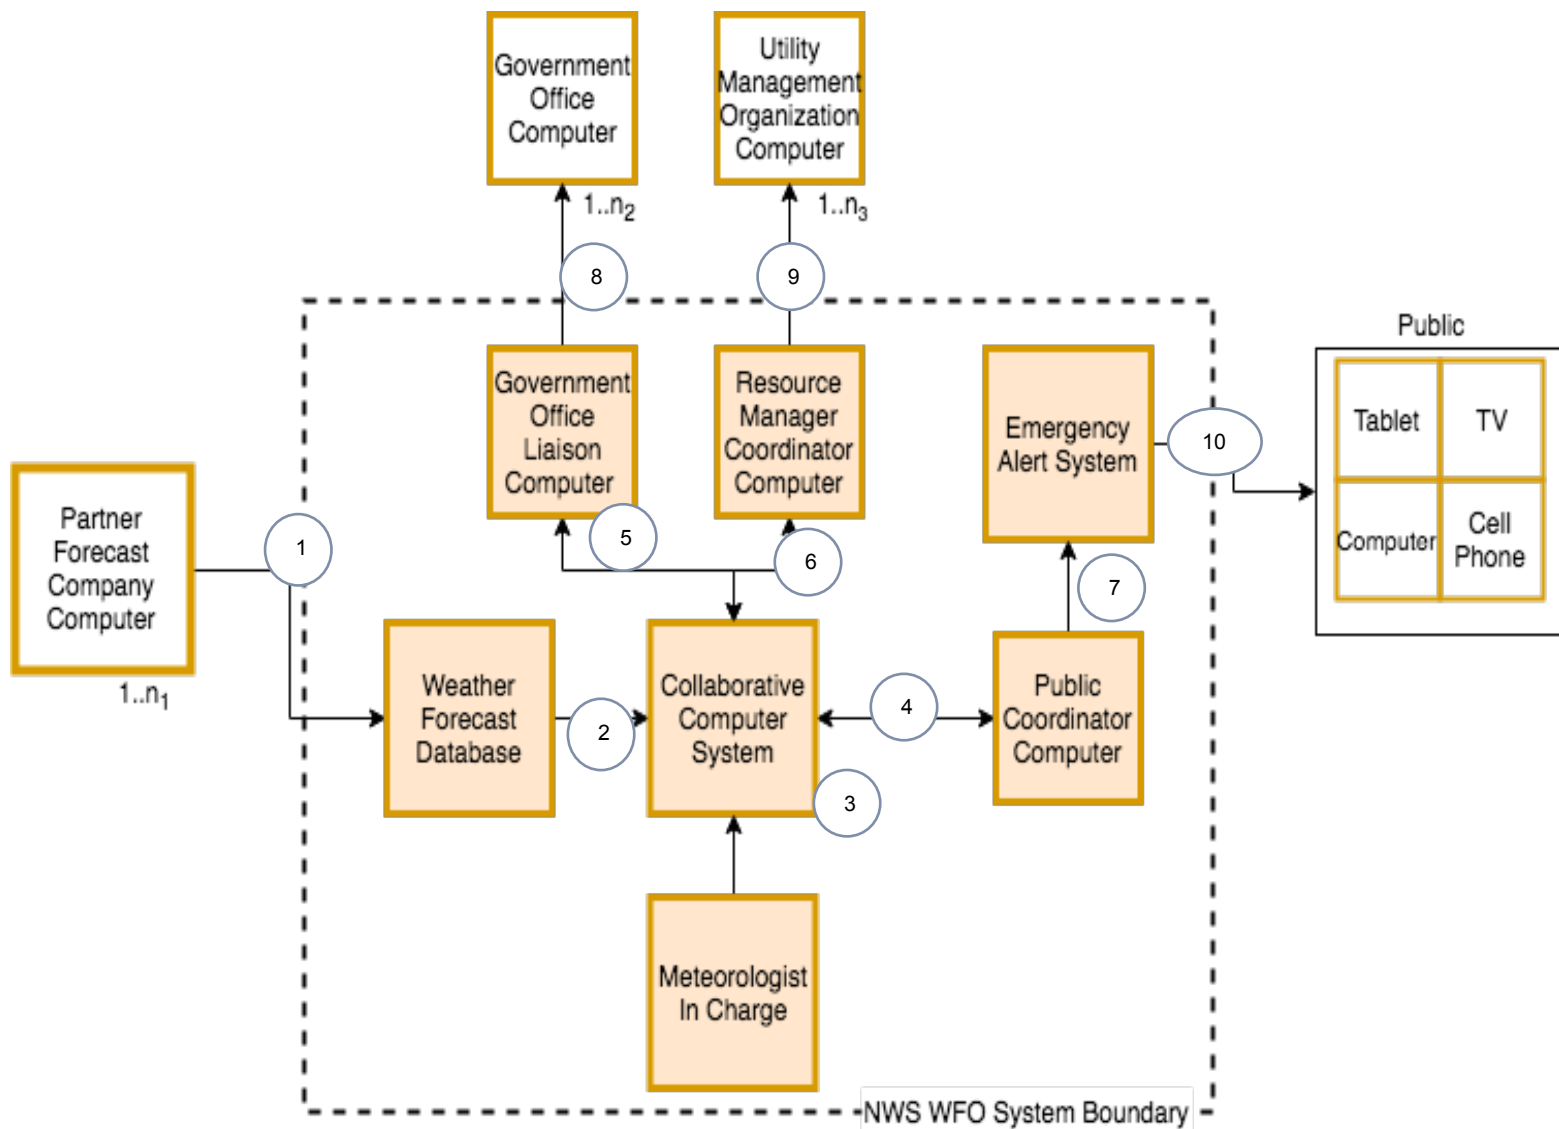 Government
Office
Computer
1..n2
Utility
Management
Organization
Computer
1..n3
8
9
Government
Office
Liaison
Computer
5
Resource
Manager
Coordinator
Computer
6
Emergency
Alert System
10
Public
Tablet
TV
Computer
Cell
Phone
Partner
Forecast
Company
Computer
1..n1
1
7
Weather
Forecast
Database
2
Collaborative
Computer
System
3
4
Public
Coordinator
Computer
Meteorologist
In Charge
NWS WFO System Boundary